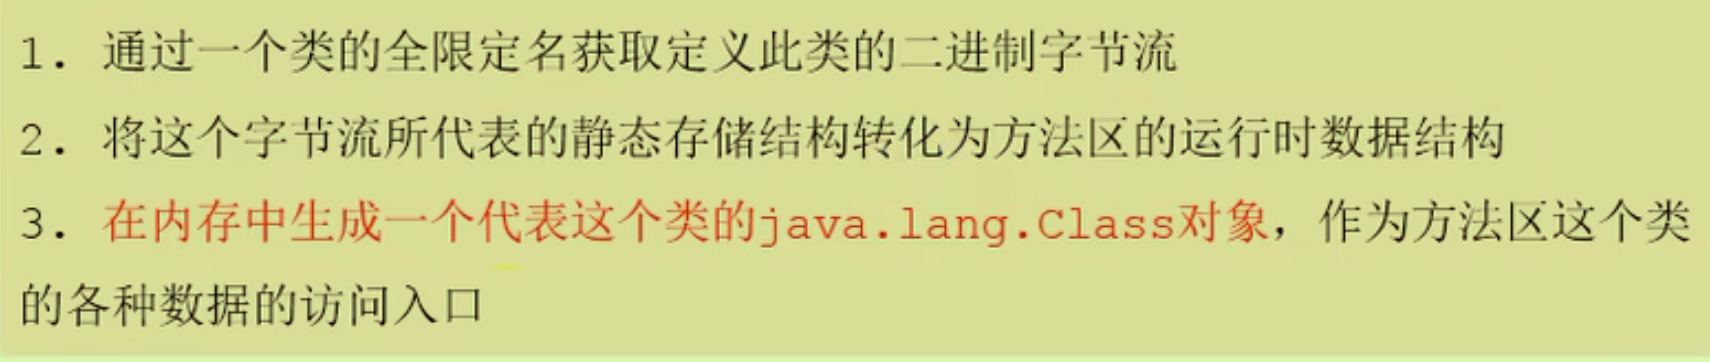 1. 通过一个类的全限定名获取定义此类的二进制字节流
2. 将这个字节流所代表的静态存储结构转化为方法区的运行时数据结构
3. 在内存中生成一个代表这个类的java.lang.Class对象，作为方法区这个类
的各种数据的访问入口